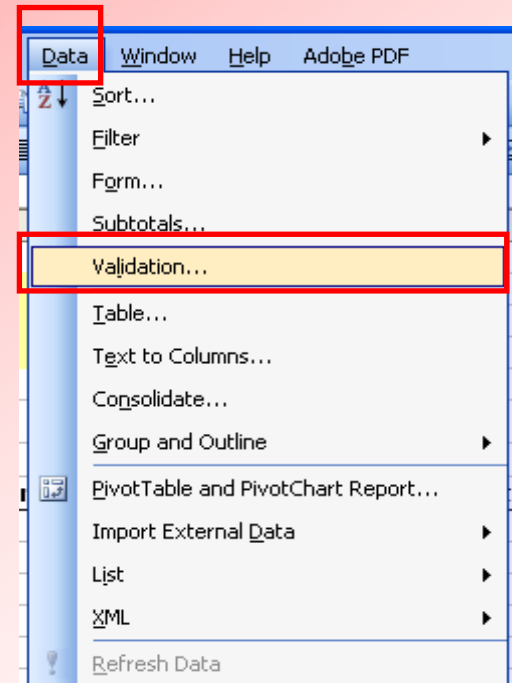 Data Window Help Adobe PDF
Sort...
Filter
Form...
Subtotals...
Validation...
Table...
Text to Columns...
Consolidate...
Group and Outline
PivotTable and PivotChart Report...
Import External Data
List
XML
Refresh Data